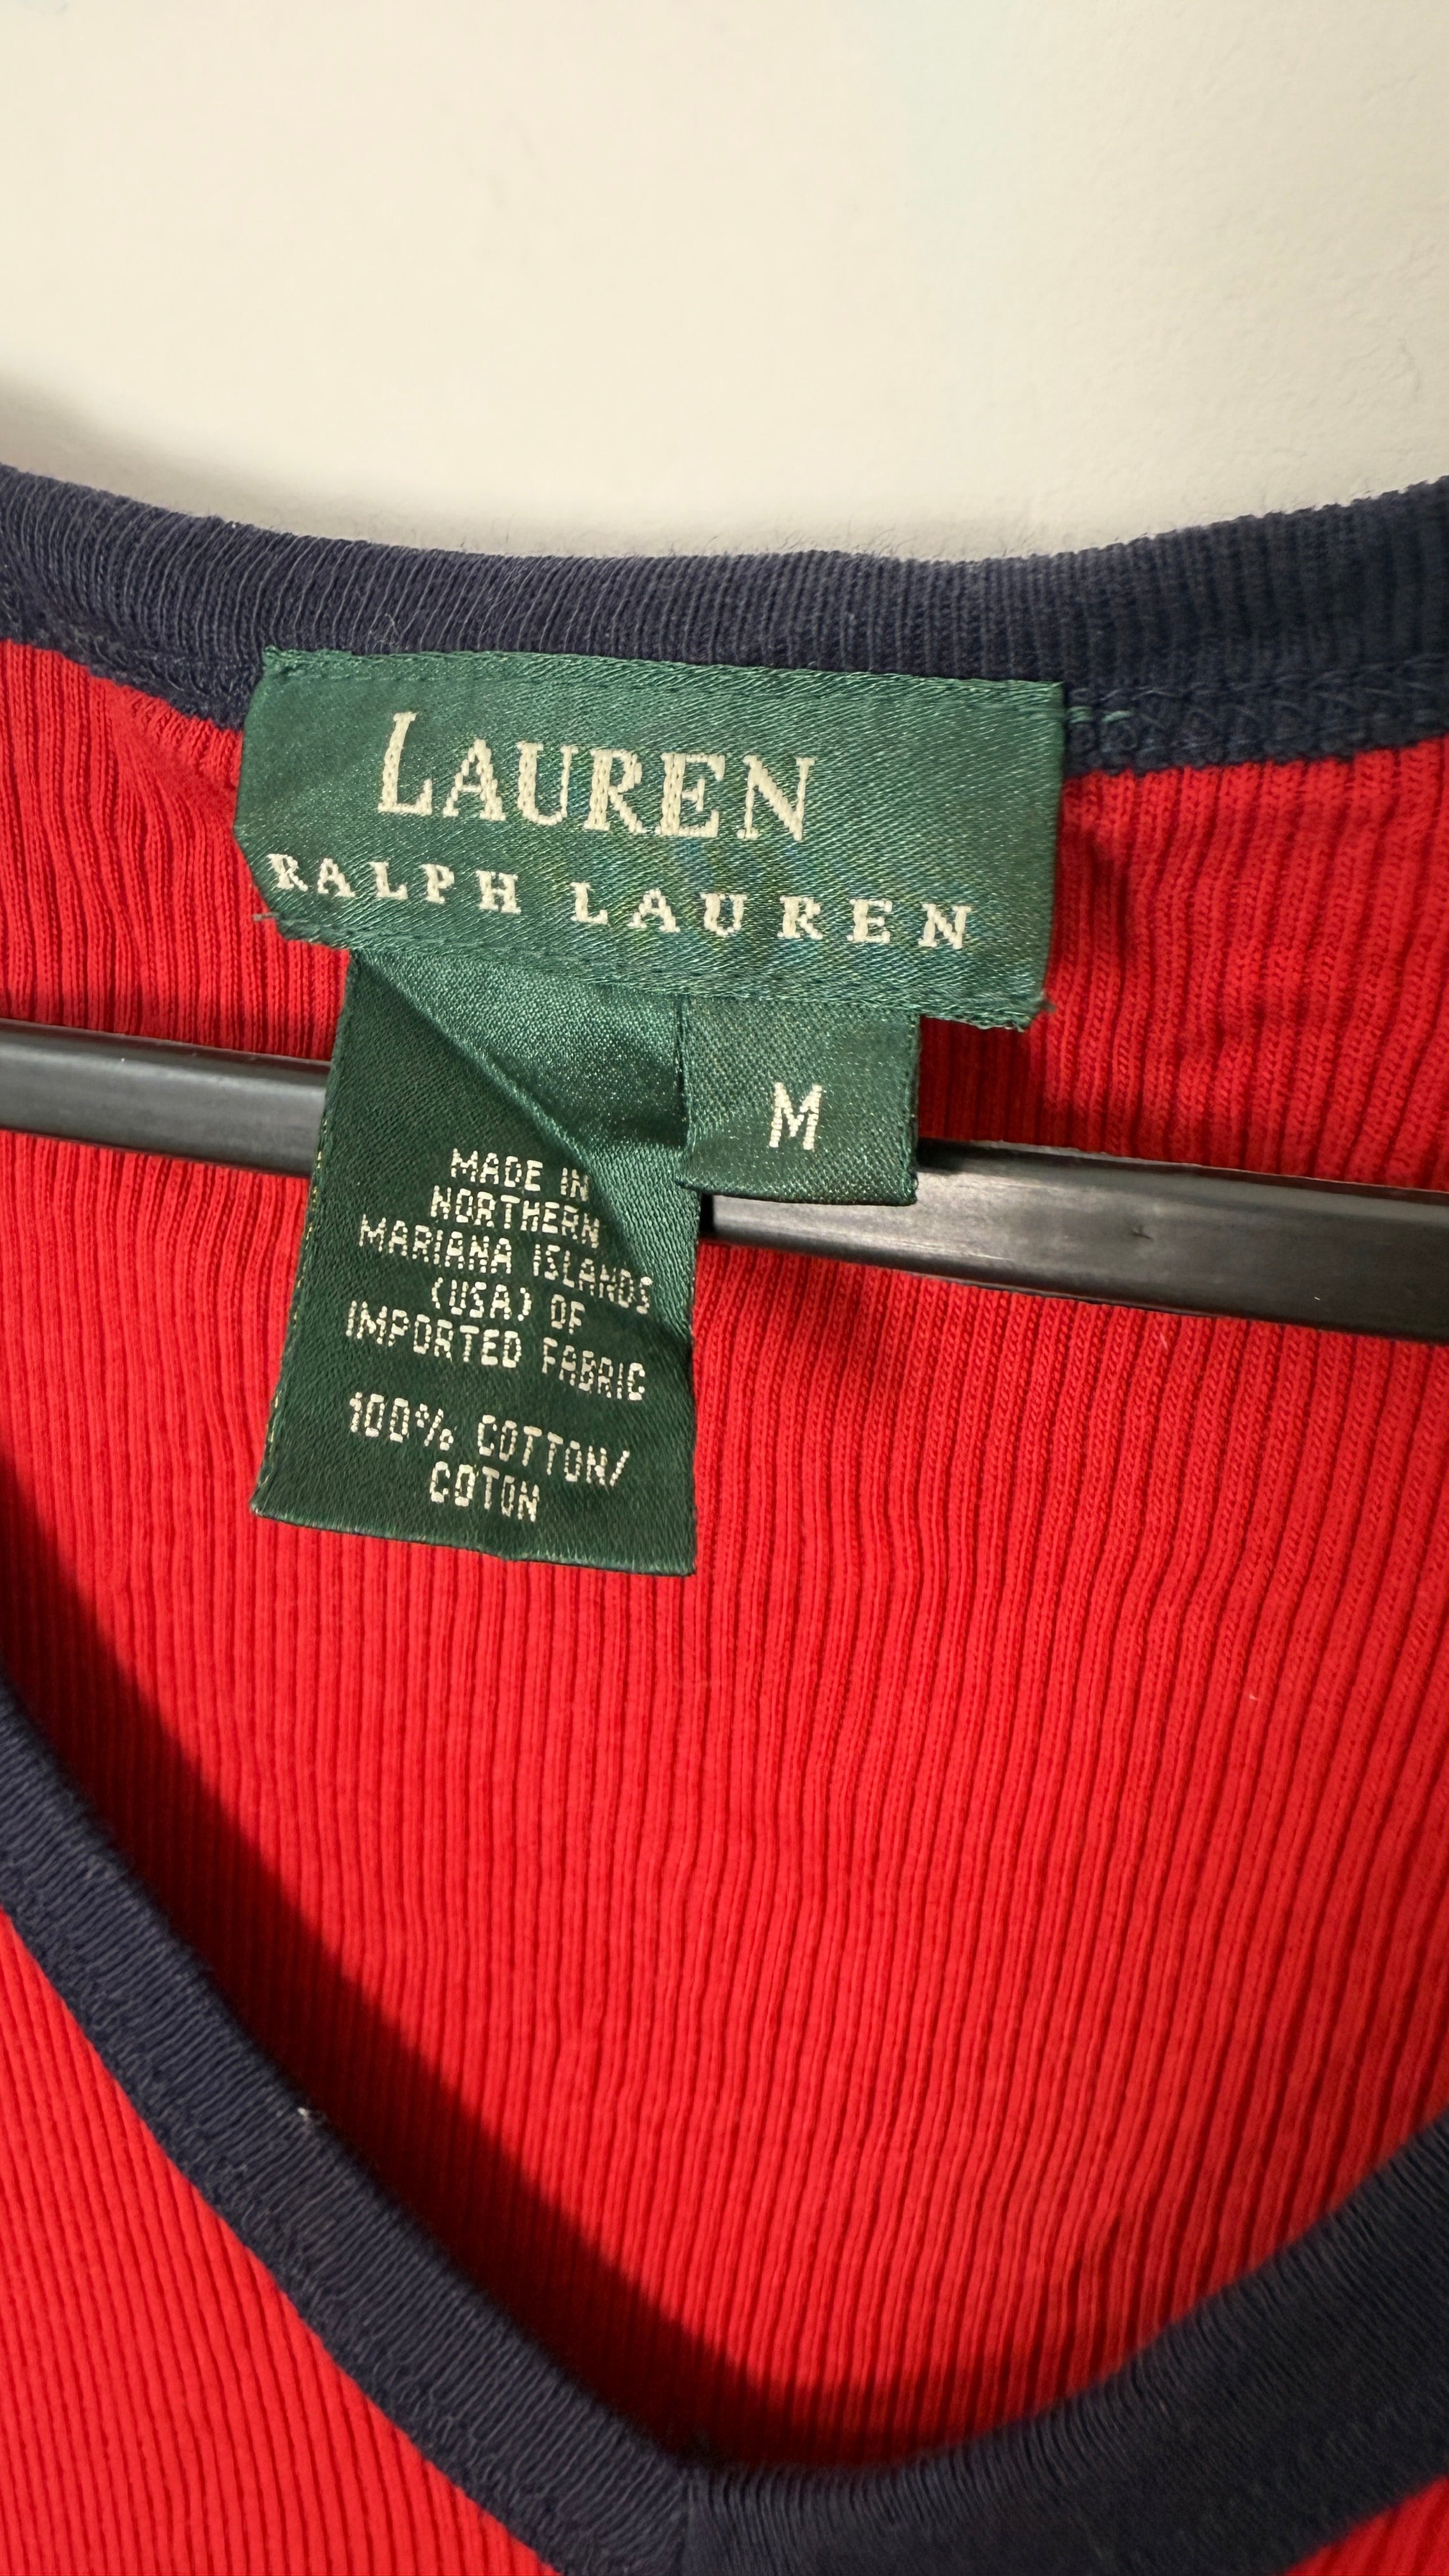 LAUREN
RALPH LAUREN
M
MADE IN
NORTHERN
MARIANA ISLANDS
(USA) OF
IMPORTED FABRIC
100% COTTON/
COTON